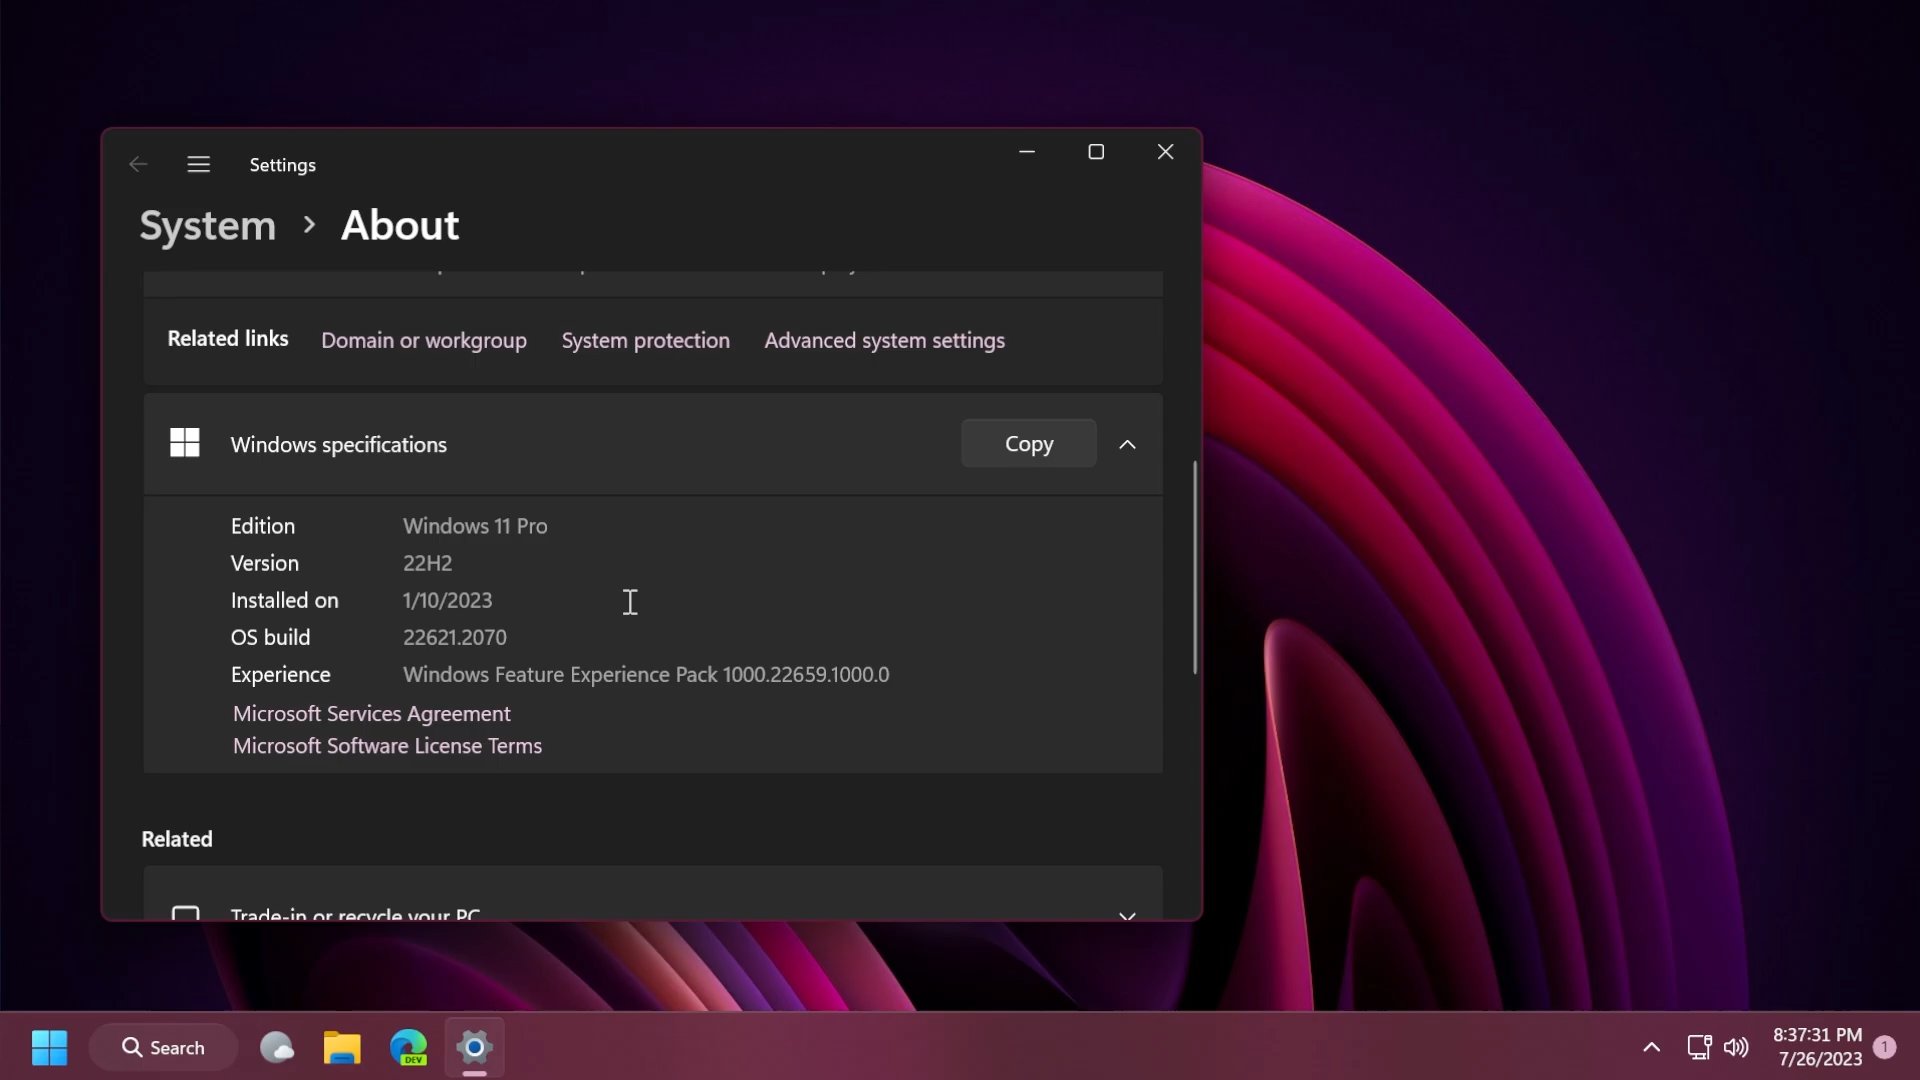 Settings
System > About
Related links Domain or workgroup System protection Advanced system settings
Windows specifications Copy
Edition Windows 11 Pro
Version 22H2
Installed on 1/10/2023
OS build 22621.2070
Experience Windows Feature Experience Pack 1000.22659.1000.0
Microsoft Services Agreement
Microsoft Software License Terms
Related
Trade-in or recycle your PC
Search
DEV
8:37:31 PM
7/26/2023
1